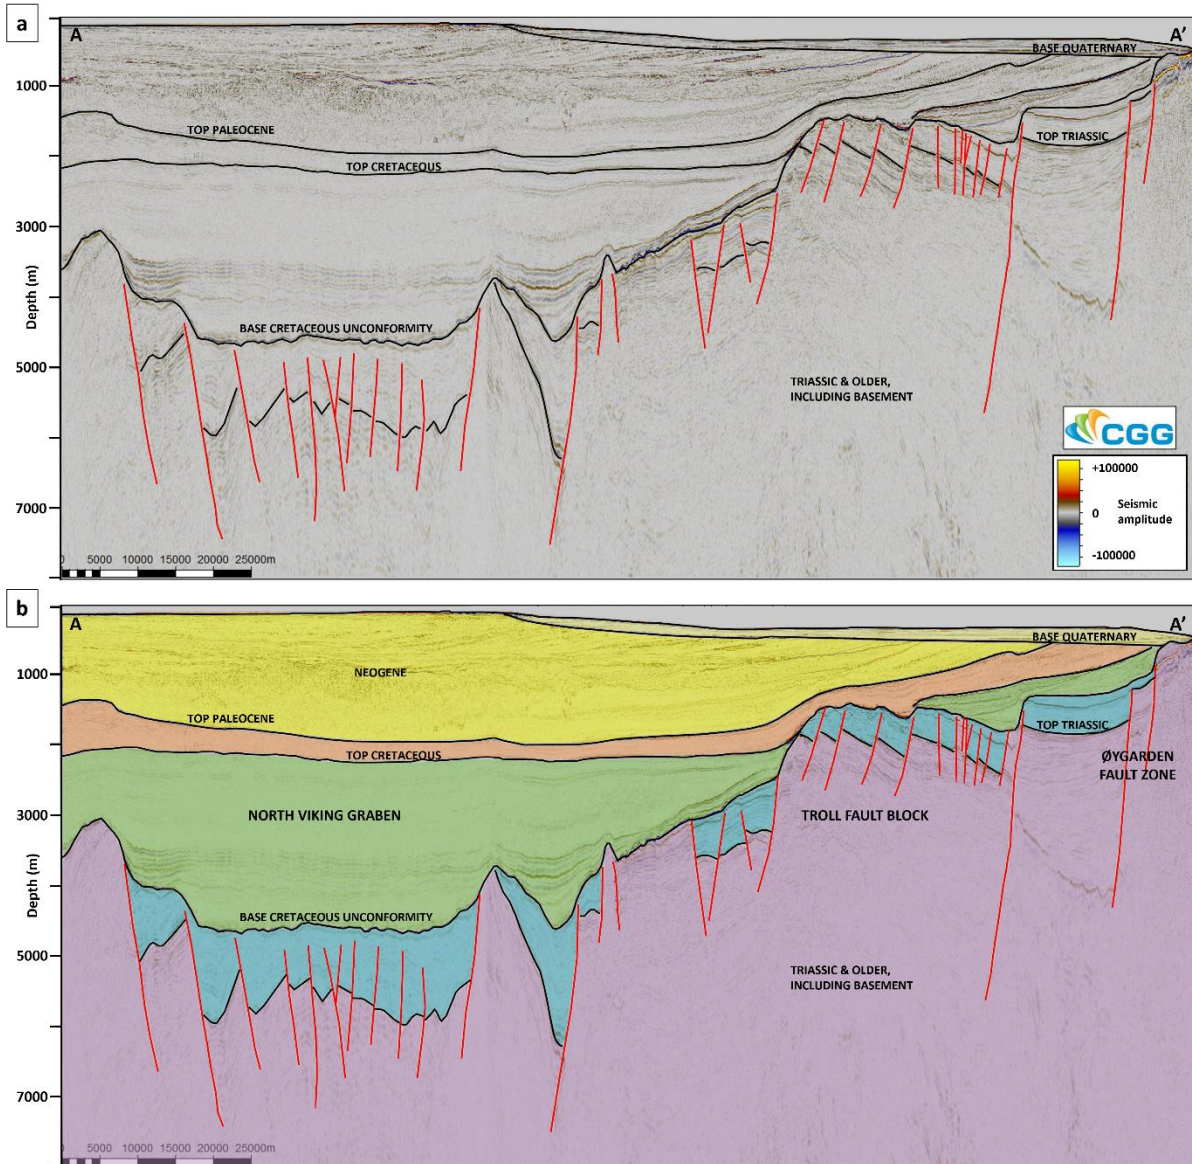 a
A
A'
BASE QUATERNARY
1000
TOP PALEOCENE
TOP TRIASSIC
TOP CRETACEOUS
3000
Depth (m)
BASE CRETACEOUS UNCONFORMITY
5000
TRIASSIC & OLDER,
INCLUDING BASEMENT
CGG
+100000
0 Seismic
amplitude
-100000
7000
0 5000 10000 15000 20000 25000m
b
A
A'
BASE QUATERNARY
1000
NEOGENE
TOP PALEOCENE
TOP TRIASSIC
TOP CRETACEOUS
ØYGARDEN
FAULT ZONE
3000
NORTH VIKING GRABEN
TROLL FAULT BLOCK
Depth (m)
BASE CRETACEOUS UNCONFORMITY
5000
TRIASSIC & OLDER,
INCLUDING BASEMENT
7000
0 5000 10000 15000 20000 25000m